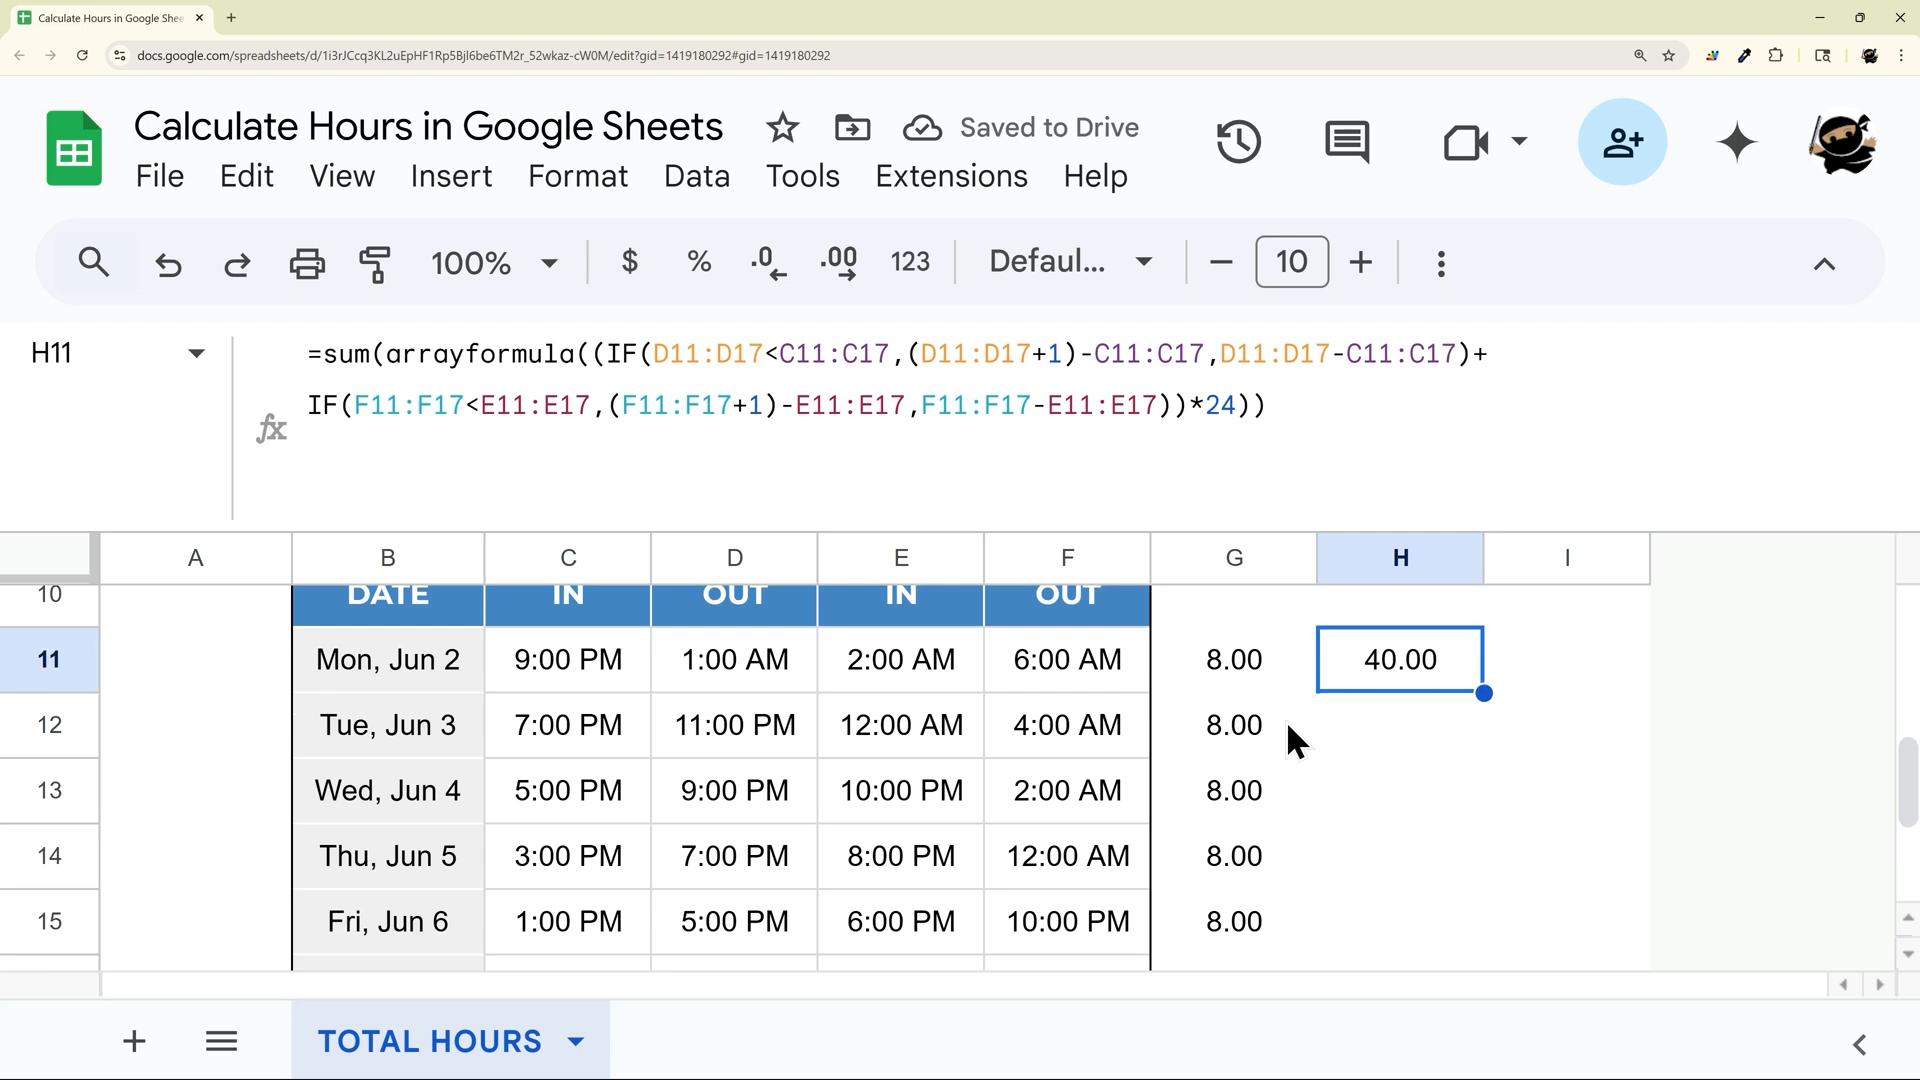 Calculate Hours in Google Shee
docs.google.com/spreadsheets/d/1i3rJCcq3KL2uEpHF1Rp5Bjl6be6TM2r_52wkaz-cW0M/edit?gid=1419180292#gid=1419180292
Calculate Hours in Google Sheets
Saved to Drive
File Edit View Insert Format Data Tools Extensions Help
100% $ % .0 .00 123 Defaul... 10
H11
=sum(arrayformula((IF(D11:D17<C11:C17,(D11:D17+1)-C11:C17,D11:D17-C11:C17)+
IF(F11:F17<E11:E17,(F11:F17+1)-E11:E17,F11:F17-E11:E17))*24))
fx
A B C D E F G H I
10 DATE IN OUT IN OUT
11 Mon, Jun 2 9:00 PM 1:00 AM 2:00 AM 6:00 AM 8.00 40.00
12 Tue, Jun 3 7:00 PM 11:00 PM 12:00 AM 4:00 AM 8.00
13 Wed, Jun 4 5:00 PM 9:00 PM 10:00 PM 2:00 AM 8.00
14 Thu, Jun 5 3:00 PM 7:00 PM 8:00 PM 12:00 AM 8.00
15 Fri, Jun 6 1:00 PM 5:00 PM 6:00 PM 10:00 PM 8.00
TOTAL HOURS